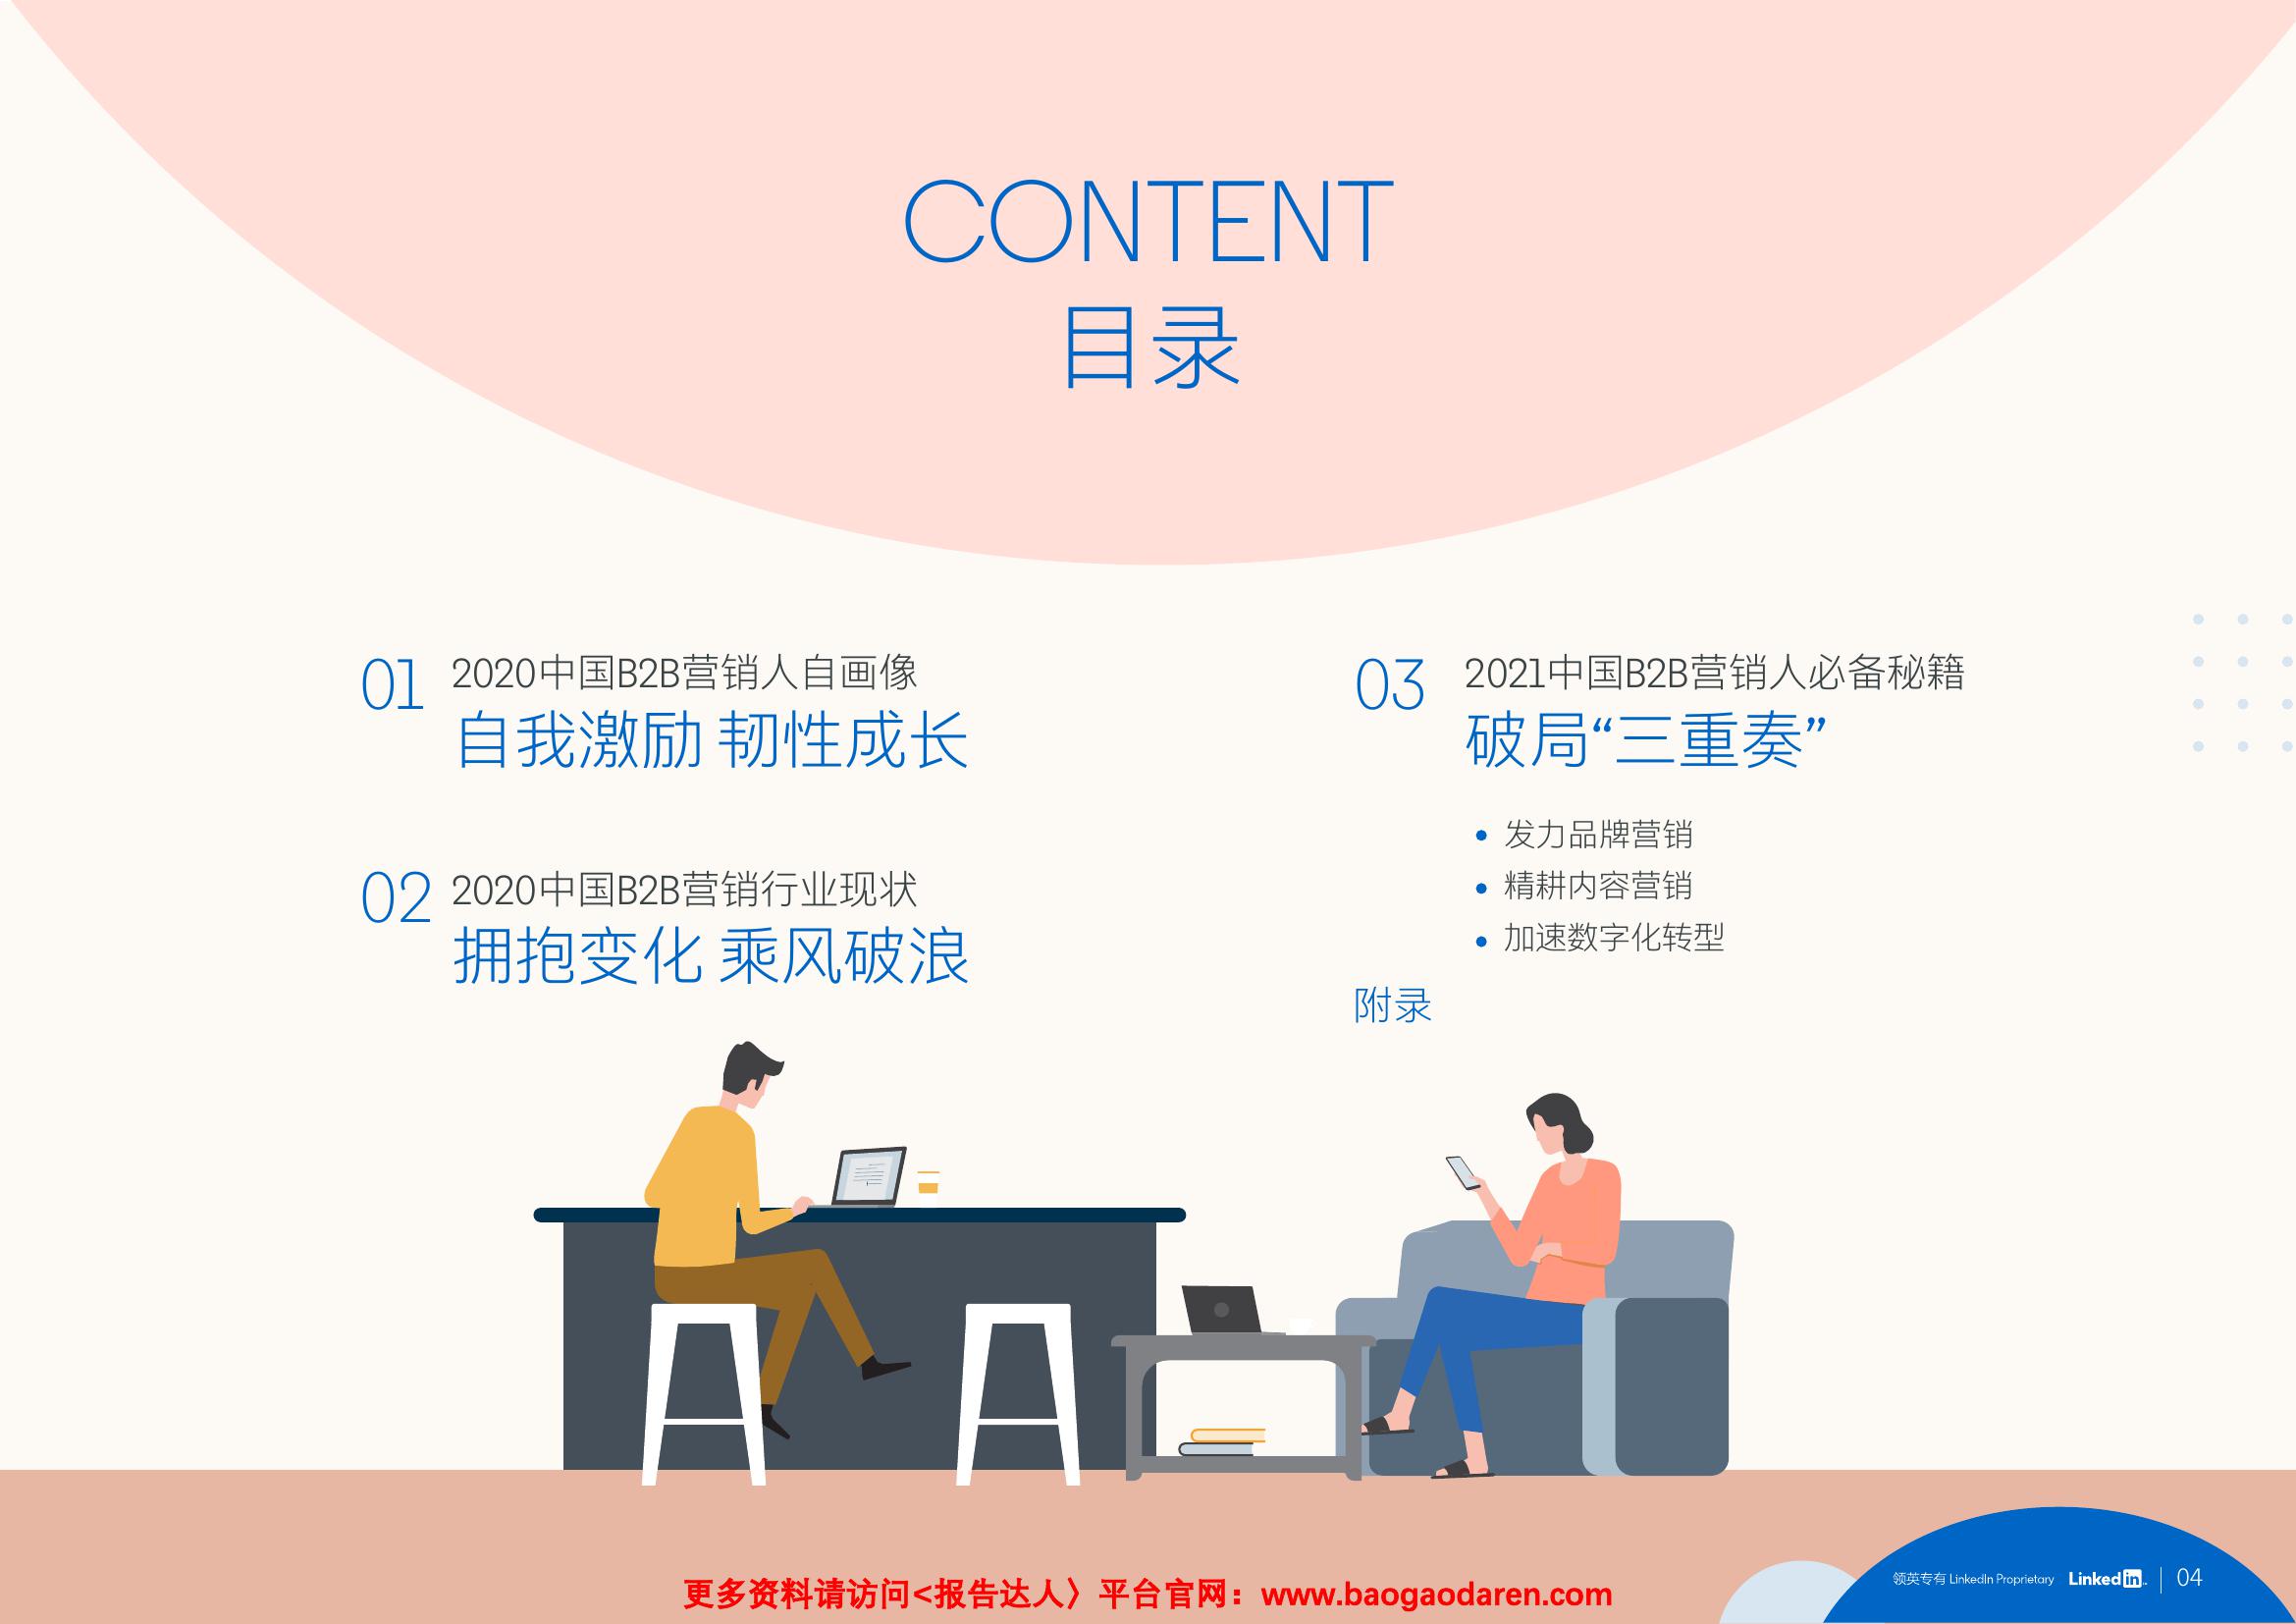 CONTENT
目录
01
2020中国B2B营销人自画像
自我激励 韧性成长
02
2020中国B2B营销行业现状
拥抱变化 乘风破浪
03
2021中国B2B营销人必备秘籍
破局“三重奏”
• 发力品牌营销
• 精耕内容营销
• 加速数字化转型
附录
领英专有 LinkedIn Proprietary LinkedIn | 04
更多资料请访问<报告达人〉平台官网：www.baogaodaren.com